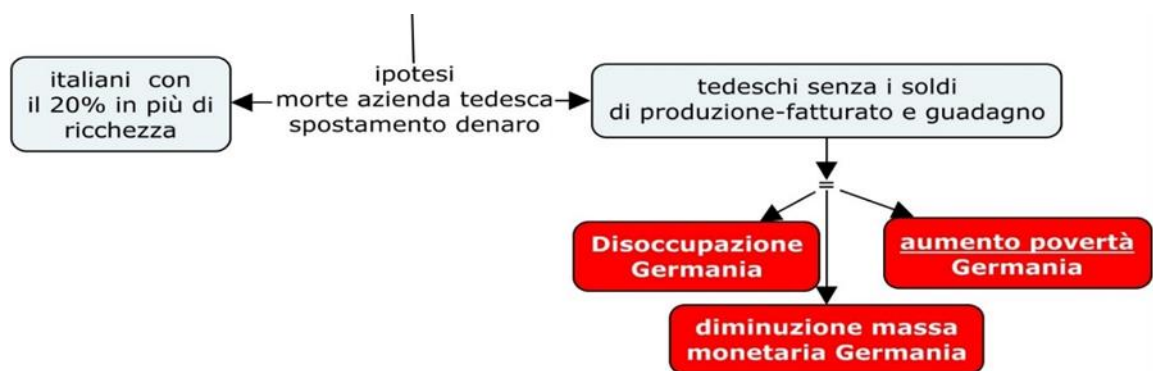 italiani con
il 20% in più di
ricchezza
ipotesi
morte azienda tedesca
spostamento denaro
tedeschi senza i soldi
di produzione-fatturato e guadagno
=
Disoccupazione
Germania
aumento povertà
Germania
diminuzione massa
monetaria Germania